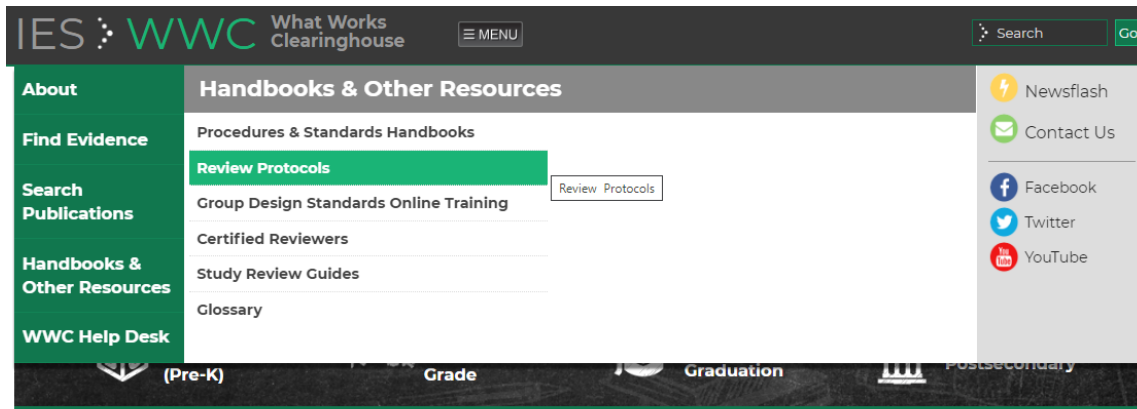 IES WWC What Works
Clearinghouse
MENU
Search
Go
About
Find Evidence
Search
Publications
Handbooks &
Other Resources
WWC Help Desk
Handbooks & Other Resources
Procedures & Standards Handbooks
Review Protocols
Review Protocols
Group Design Standards Online Training
Certified Reviewers
Study Review Guides
Glossary
Newsflash
Contact Us
Facebook
Twitter
You Tube
YouTube
(Pre-K)
Grade
Graduation
Postsecondary